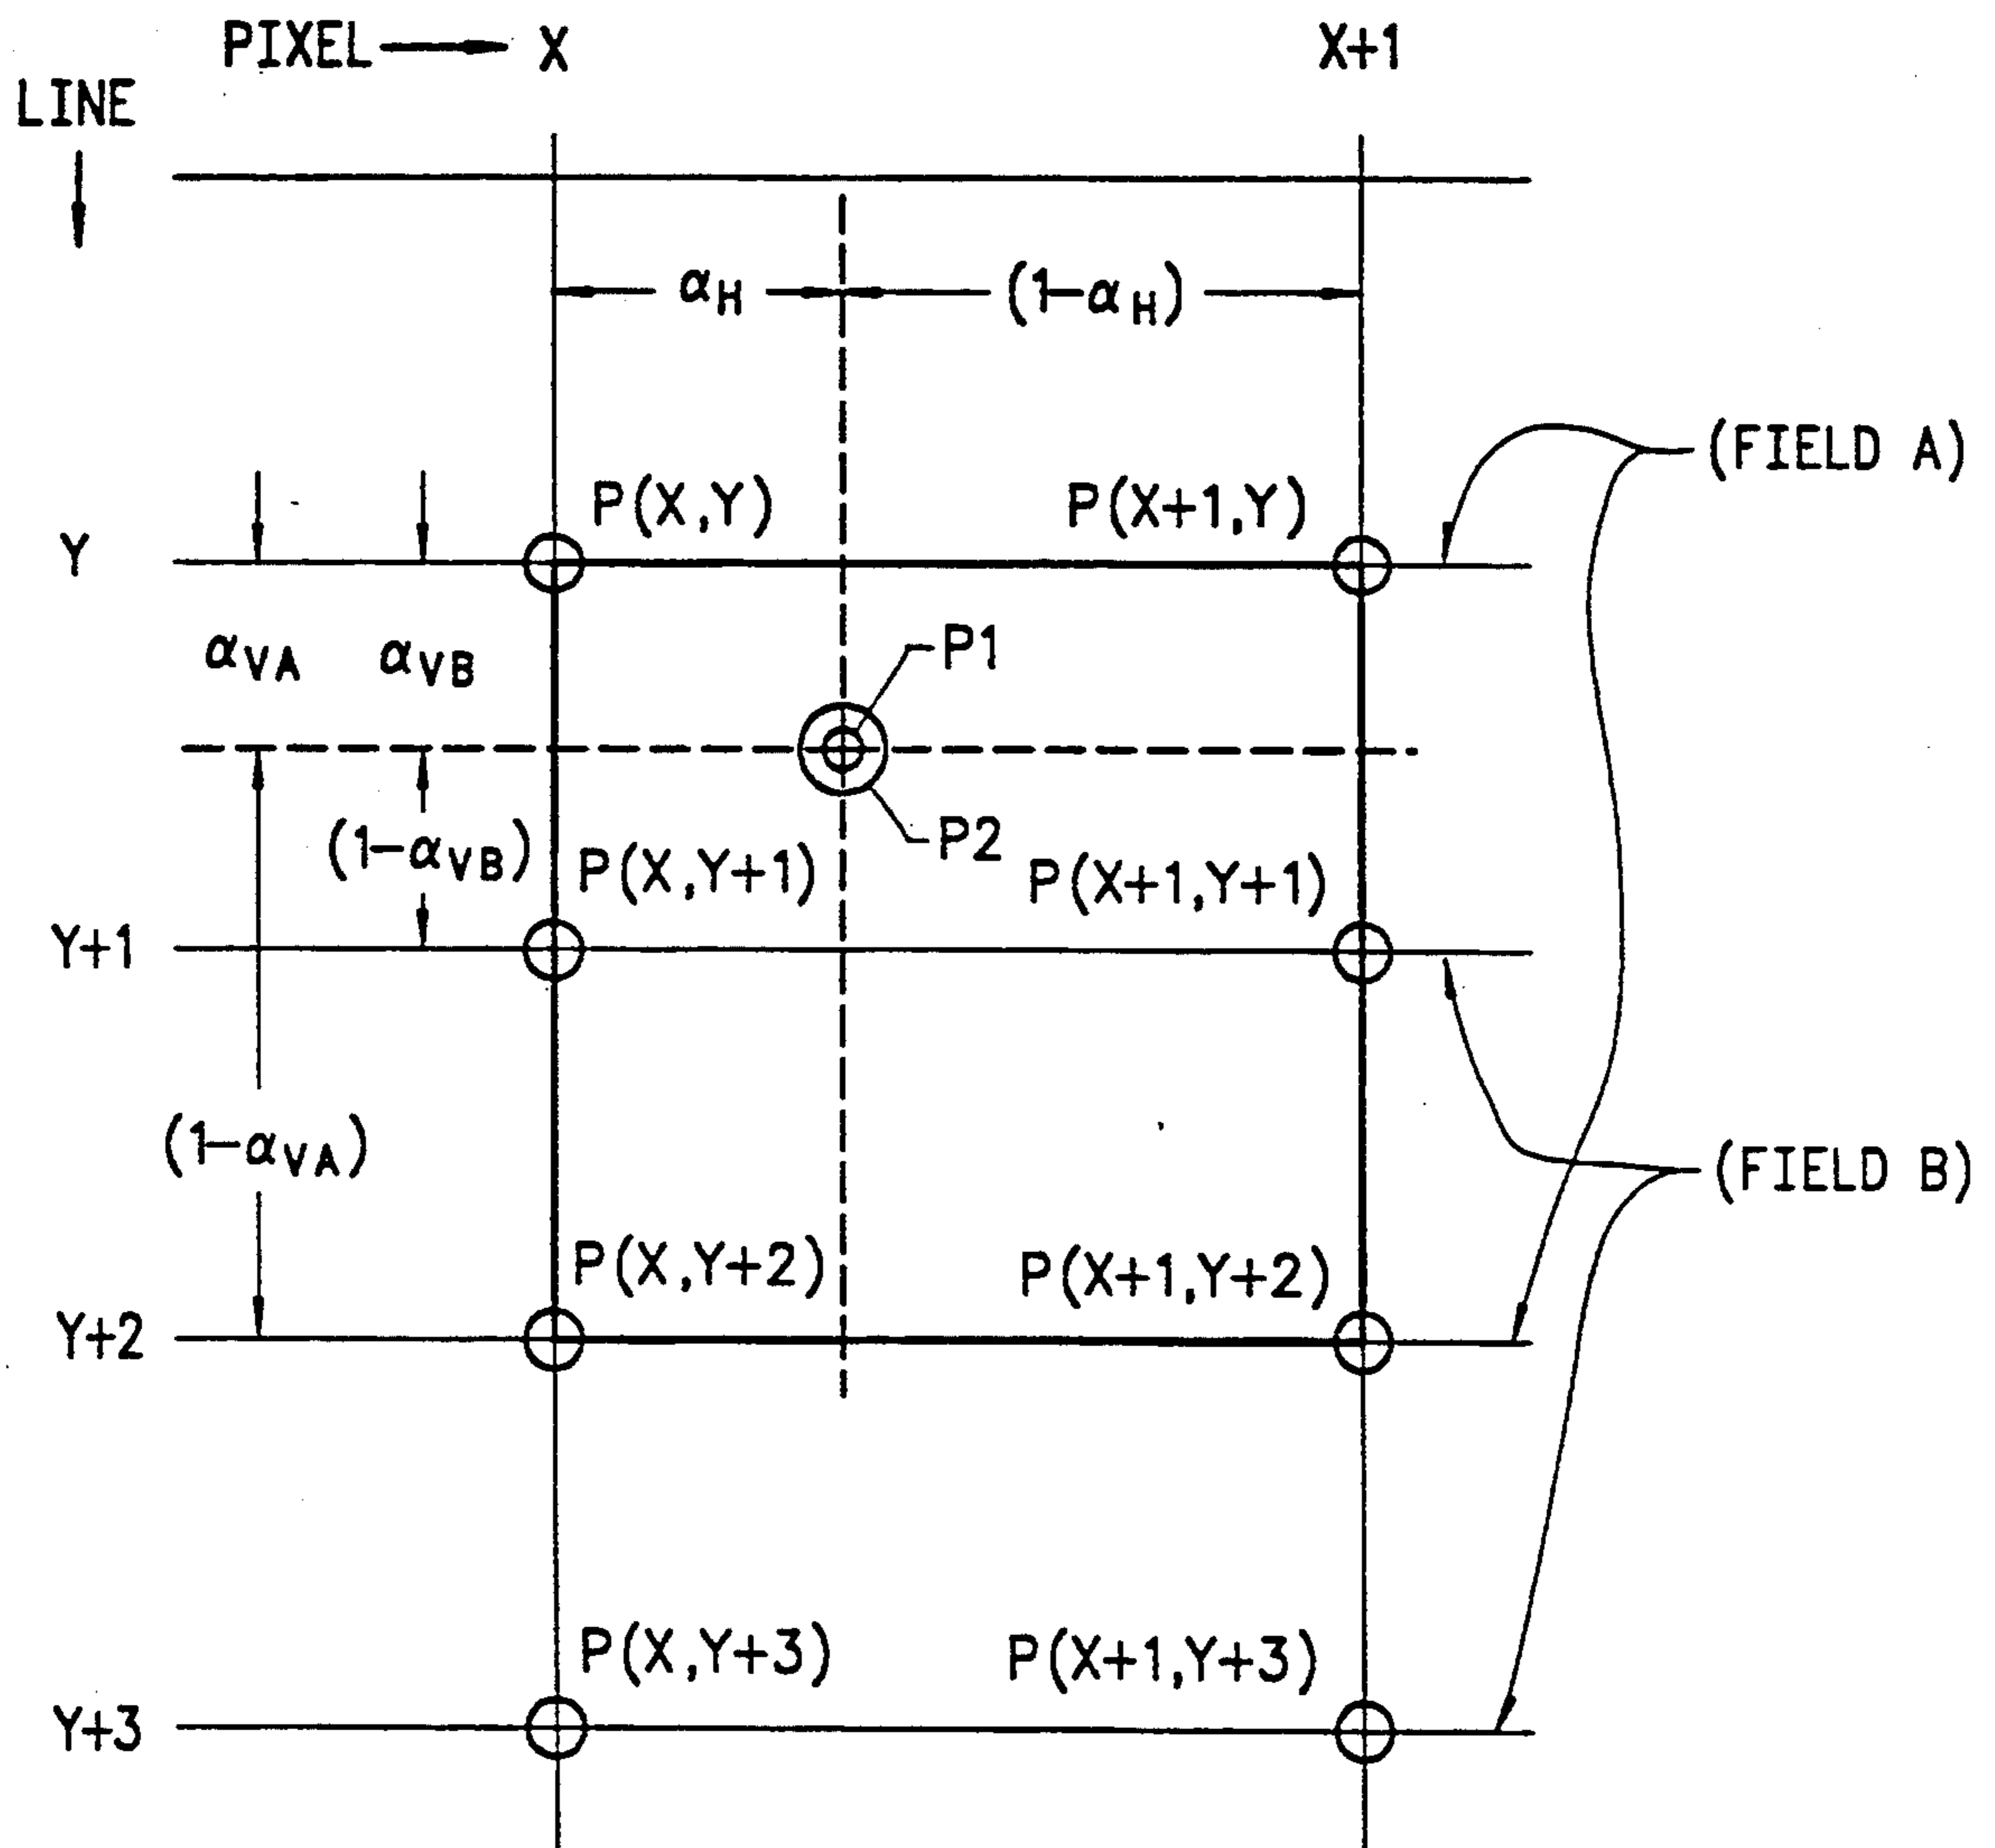 PIXEL X X+1
LINE
αH (1-αH)
(FIELD A)
P(X,Y) P(X+1,Y)
Y
αVA αVB
P1
(1-αVB)
P2
P(X,Y+1) P(X+1,Y+1)
Y+1
(1-αVA)
(FIELD B)
P(X,Y+2) P(X+1,Y+2)
Y+2
P(X,Y+3) P(X+1,Y+3)
Y+3